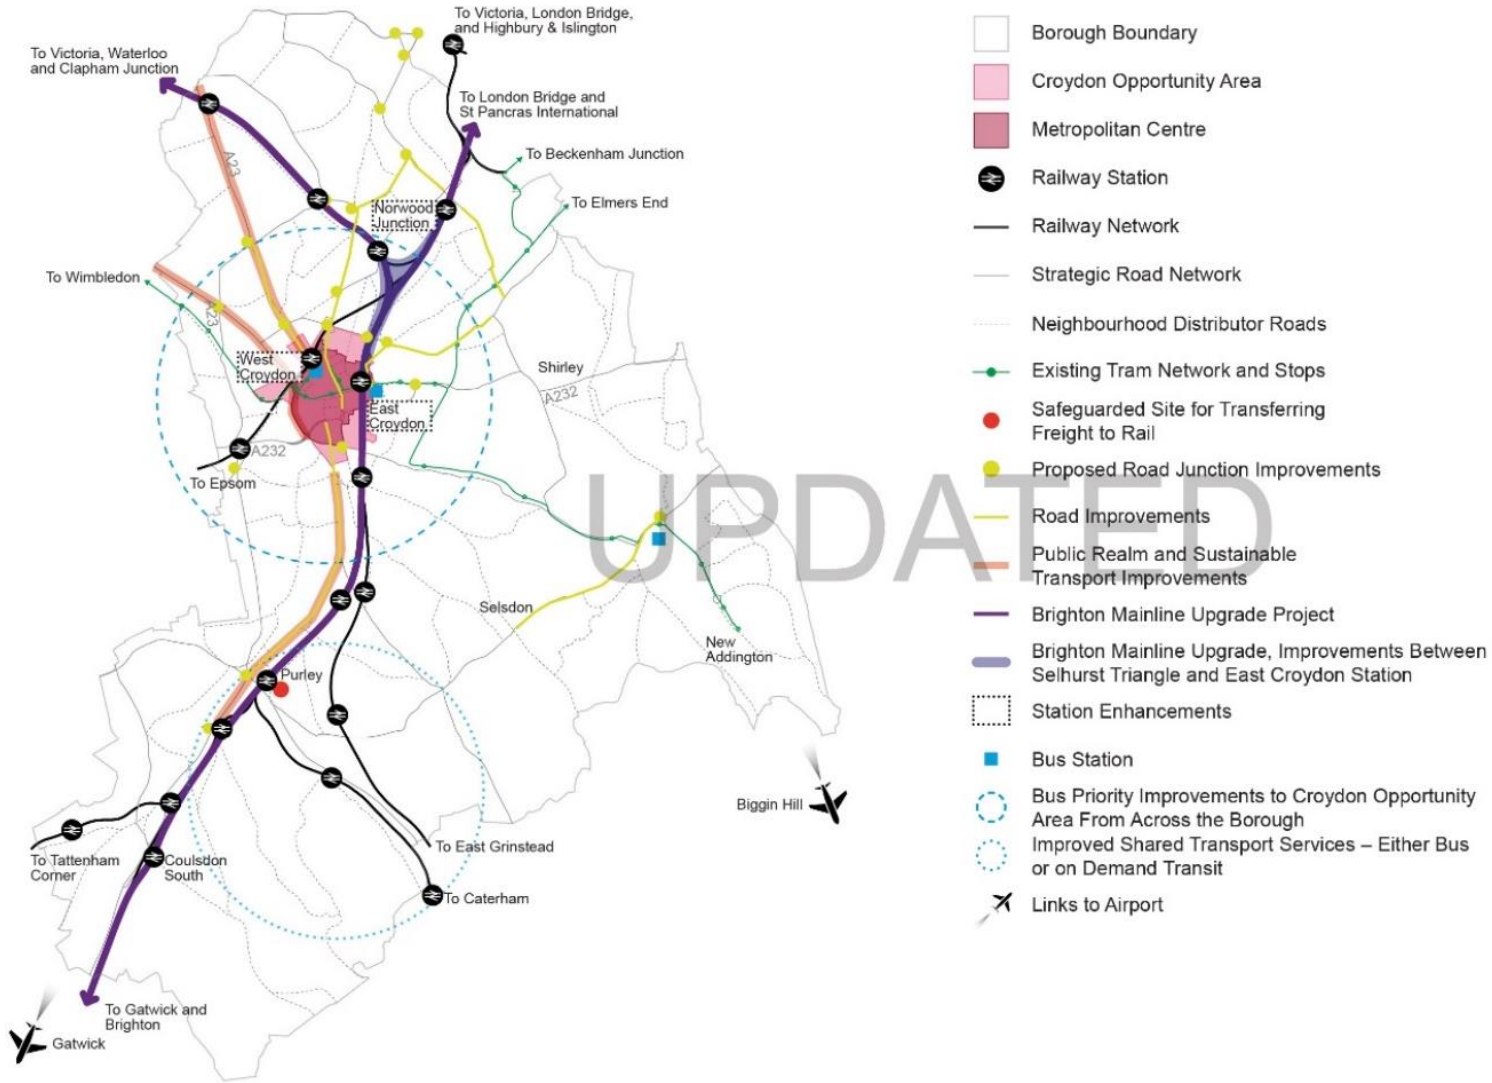 To Victoria, London Bridge,
and Highbury & Islington
To Victoria, Waterloo
and Clapham Junction
To London Bridge and
St Pancras International
To Beckenham Junction
A23
To Elmers End
Norwood
Junction
To Wimbledon
A23
West
Croydon
Shirley
A232
East
Croydon
A232
To Epsom
UPDATED
Selsdon
New
Addington
Purley
Biggin Hill
To East Grinstead
To Tattenham
Corner
Coulsdon
South
To Caterham
To Gatwick and
Brighton
Gatwick
Borough Boundary
Croydon Opportunity Area
Metropolitan Centre
Railway Station
Railway Network
Strategic Road Network
Neighbourhood Distributor Roads
Existing Tram Network and Stops
Safeguarded Site for Transferring
Freight to Rail
Proposed Road Junction Improvements
Road Improvements
Public Realm and Sustainable
Transport Improvements
Brighton Mainline Upgrade Project
Brighton Mainline Upgrade, Improvements Between
Selhurst Triangle and East Croydon Station
Station Enhancements
Bus Station
Bus Priority Improvements to Croydon Opportunity
Area From Across the Borough
Improved Shared Transport Services – Either Bus
or on Demand Transit
Links to Airport